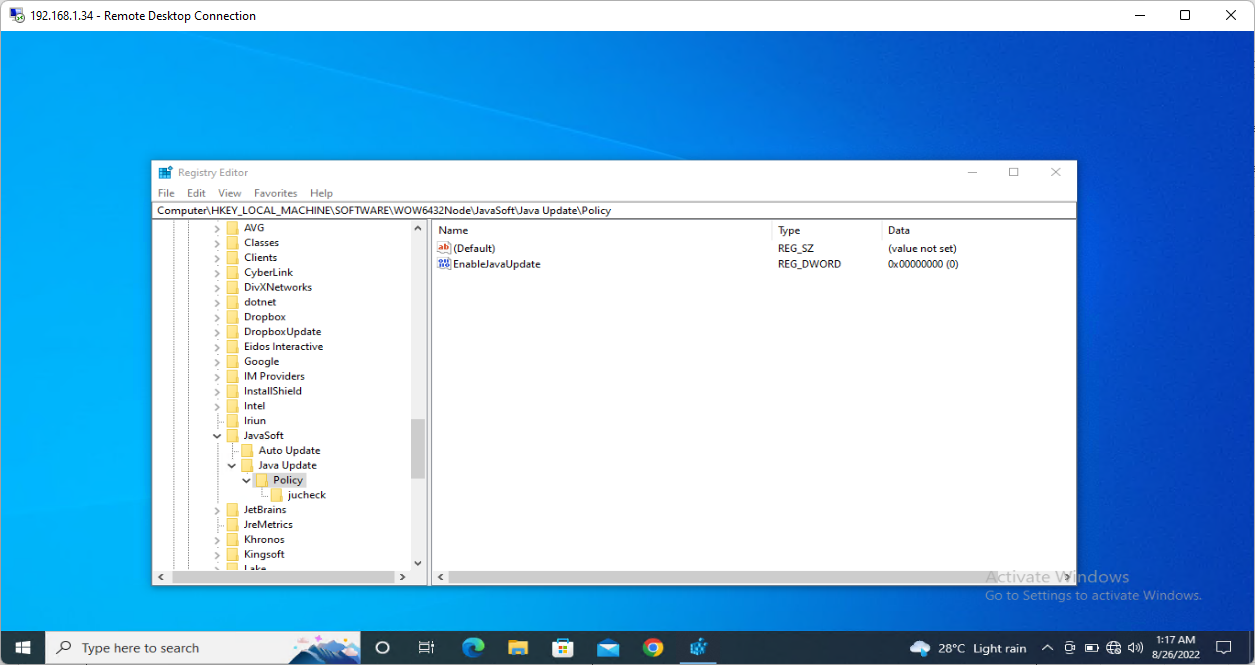 192.168.1.34 - Remote Desktop Connection
Registry Editor
File Edit View Favorites Help
Computer\HKEY_LOCAL_MACHINE\SOFTWARE\WOW6432Node\JavaSoft\Java Update\Policy
AVG
Classes
Clients
CyberLink
DivXNetworks
dotnet
Dropbox
DropboxUpdate
Eidos Interactive
Google
IM Providers
InstallShield
Intel
Iriun
JavaSoft
Auto Update
Java Update
Policy
jucheck
JetBrains
JreMetrics
Khronos
Kingsoft
Lake
Name Type Data
(Default) REG_SZ (value not set)
EnableJavaUpdate REG_DWORD 0x00000000 (0)
Activate Windows
Go to Settings to activate Windows.
Type here to search
28°C Light rain
1:17 AM
8/26/2022